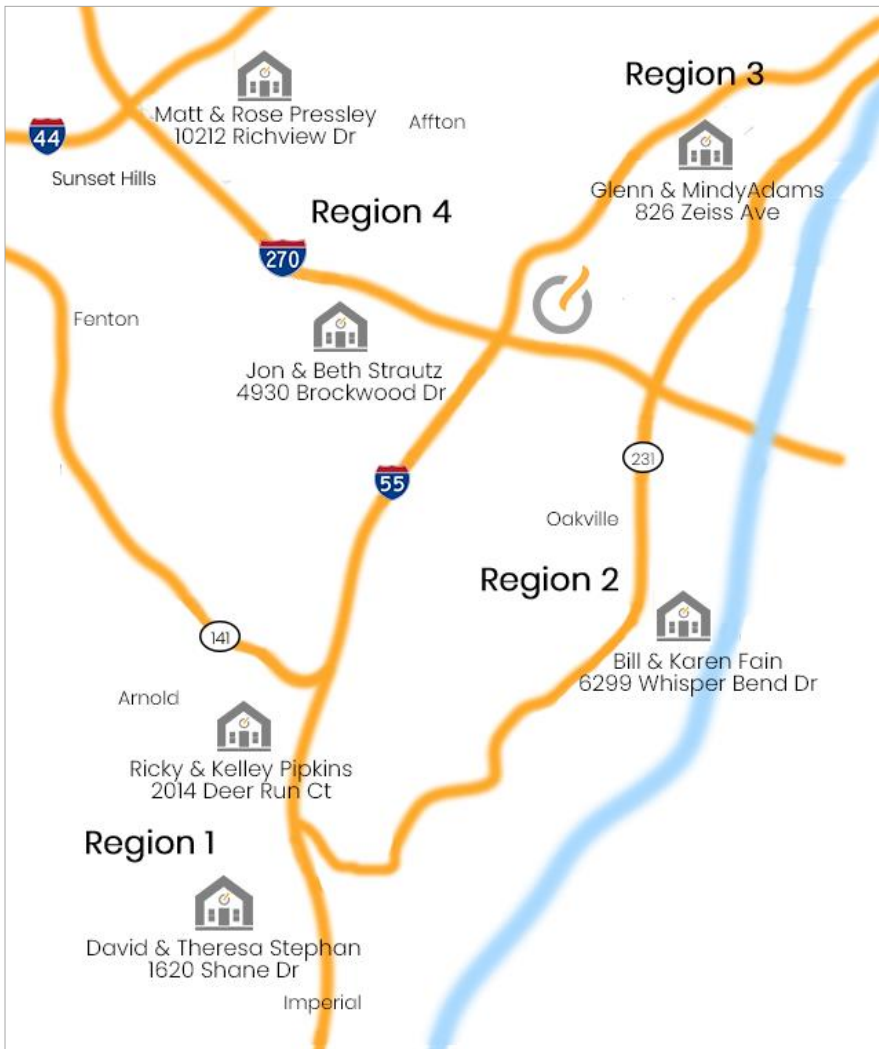 Region 3
Matt & Rose Pressley
10212 Richview Dr
Affton
44
Sunset Hills
Glenn & MindyAdams
826 Zeiss Ave
Region 4
270
Fenton
Jon & Beth Strautz
4930 Brockwood Dr
231
55
Oakville
Region 2
141
Bill & Karen Fain
6299 Whisper Bend Dr
Arnold
Ricky & Kelley Pipkins
2014 Deer Run Ct
Region 1
David & Theresa Stephan
1620 Shane Dr
Imperial